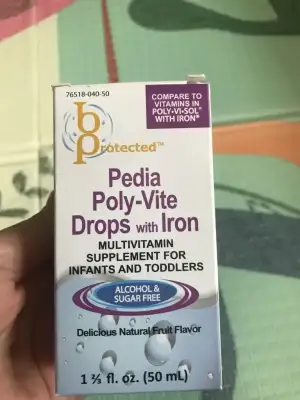 76518-040-50
COMPARE TO
VITAMINS IN
POLY-VI-SOL®
WITH IRON*
b Protected™
Pedia
Poly-Vite
Drops with Iron
MULTIVITAMIN
SUPPLEMENT FOR
INFANTS AND TODDLERS
ALCOHOL &
SUGAR FREE
Delicious Natural Fruit Flavor
1 ⅔ fl. oz. (50 mL)